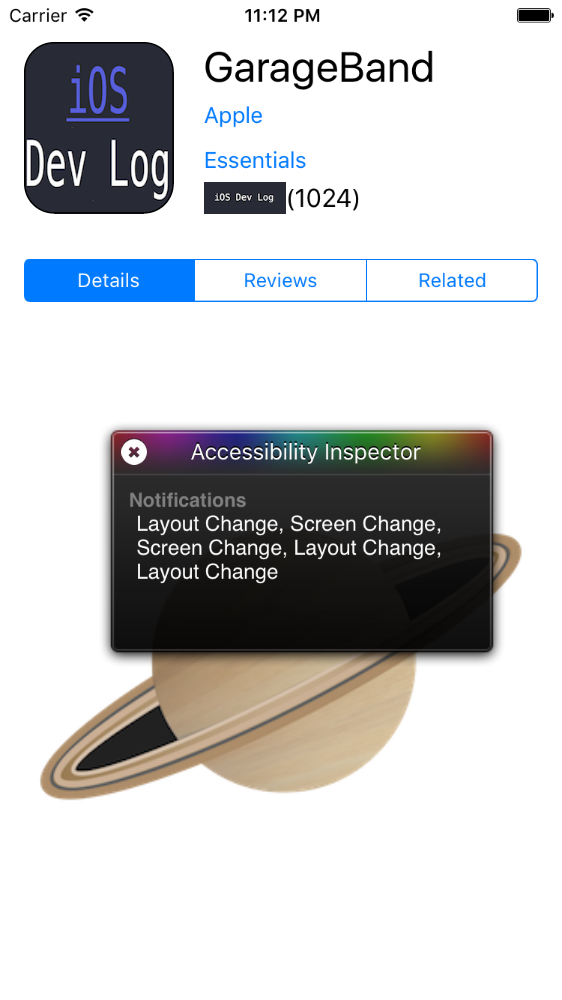 Carrier
11:12 PM
iOS
Dev Log
GarageBand
Apple
Essentials
iOS Dev Log
(1024)
Details
Reviews
Related
Accessibility Inspector
Notifications
Layout Change, Screen Change,
Screen Change, Layout Change,
Layout Change